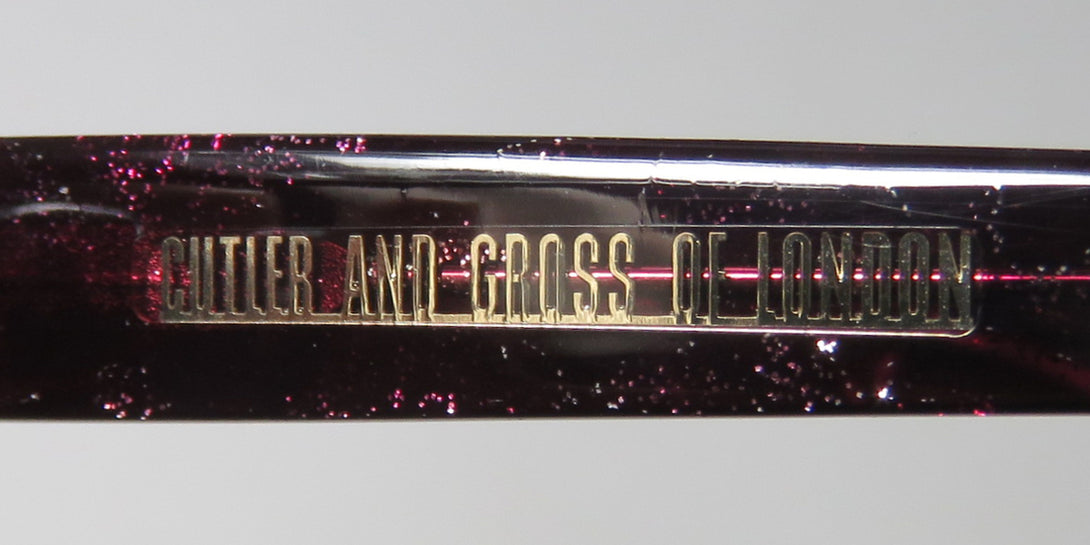 CUTLER AND GROSS OF LONDON